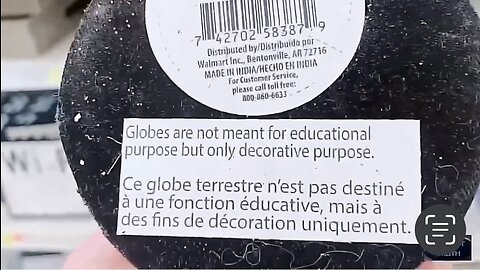 7 42702 58387 9
Distributed by/Distribuido por
Walmart Inc., Bentonville, AR 72716
MADE IN INDIA/HECHO EN INDIA
For Customer Service,
please call toll free:
800-860-6633
Globes are not meant for educational
purpose but only decorative purpose.
Ce globe terrestre n'est pas destiné
à une fonction éducative, mais à
des fins de décoration uniquement.